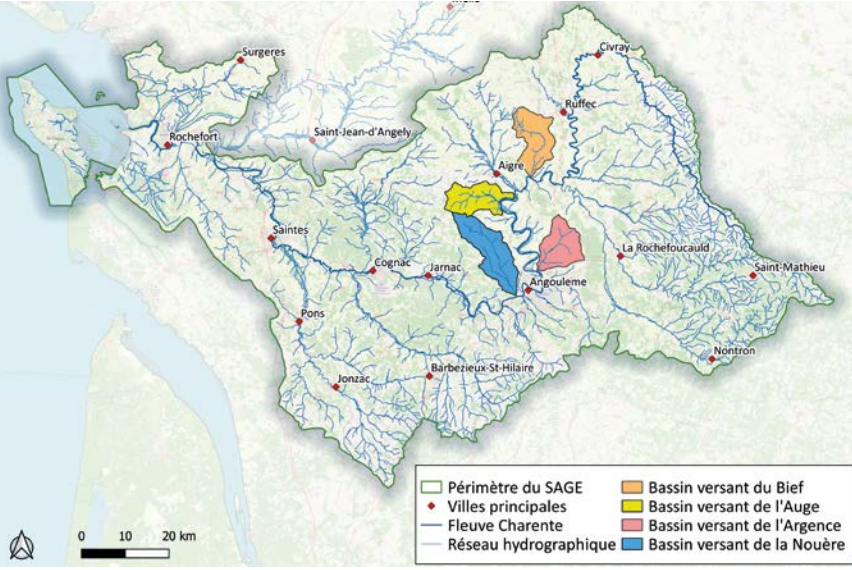 Civray
Surgeres
Ruffec
Saint-Jean-d'Angely
Rochefort
Aigre
Saintes
La Rochefoucauld
Cognac
Jarnac
Saint-Mathieu
Angouleme
Pons
Nontron
Barbezieux-St-Hilaire
Jonzac
Périmètre du SAGE
Villes principales
Fleuve Charente
Réseau hydrographique
Bassin versant du Bief
Bassin versant de l'Auge
Bassin versant de l'Argence
Bassin versant de la Nouère
0 10 20 km